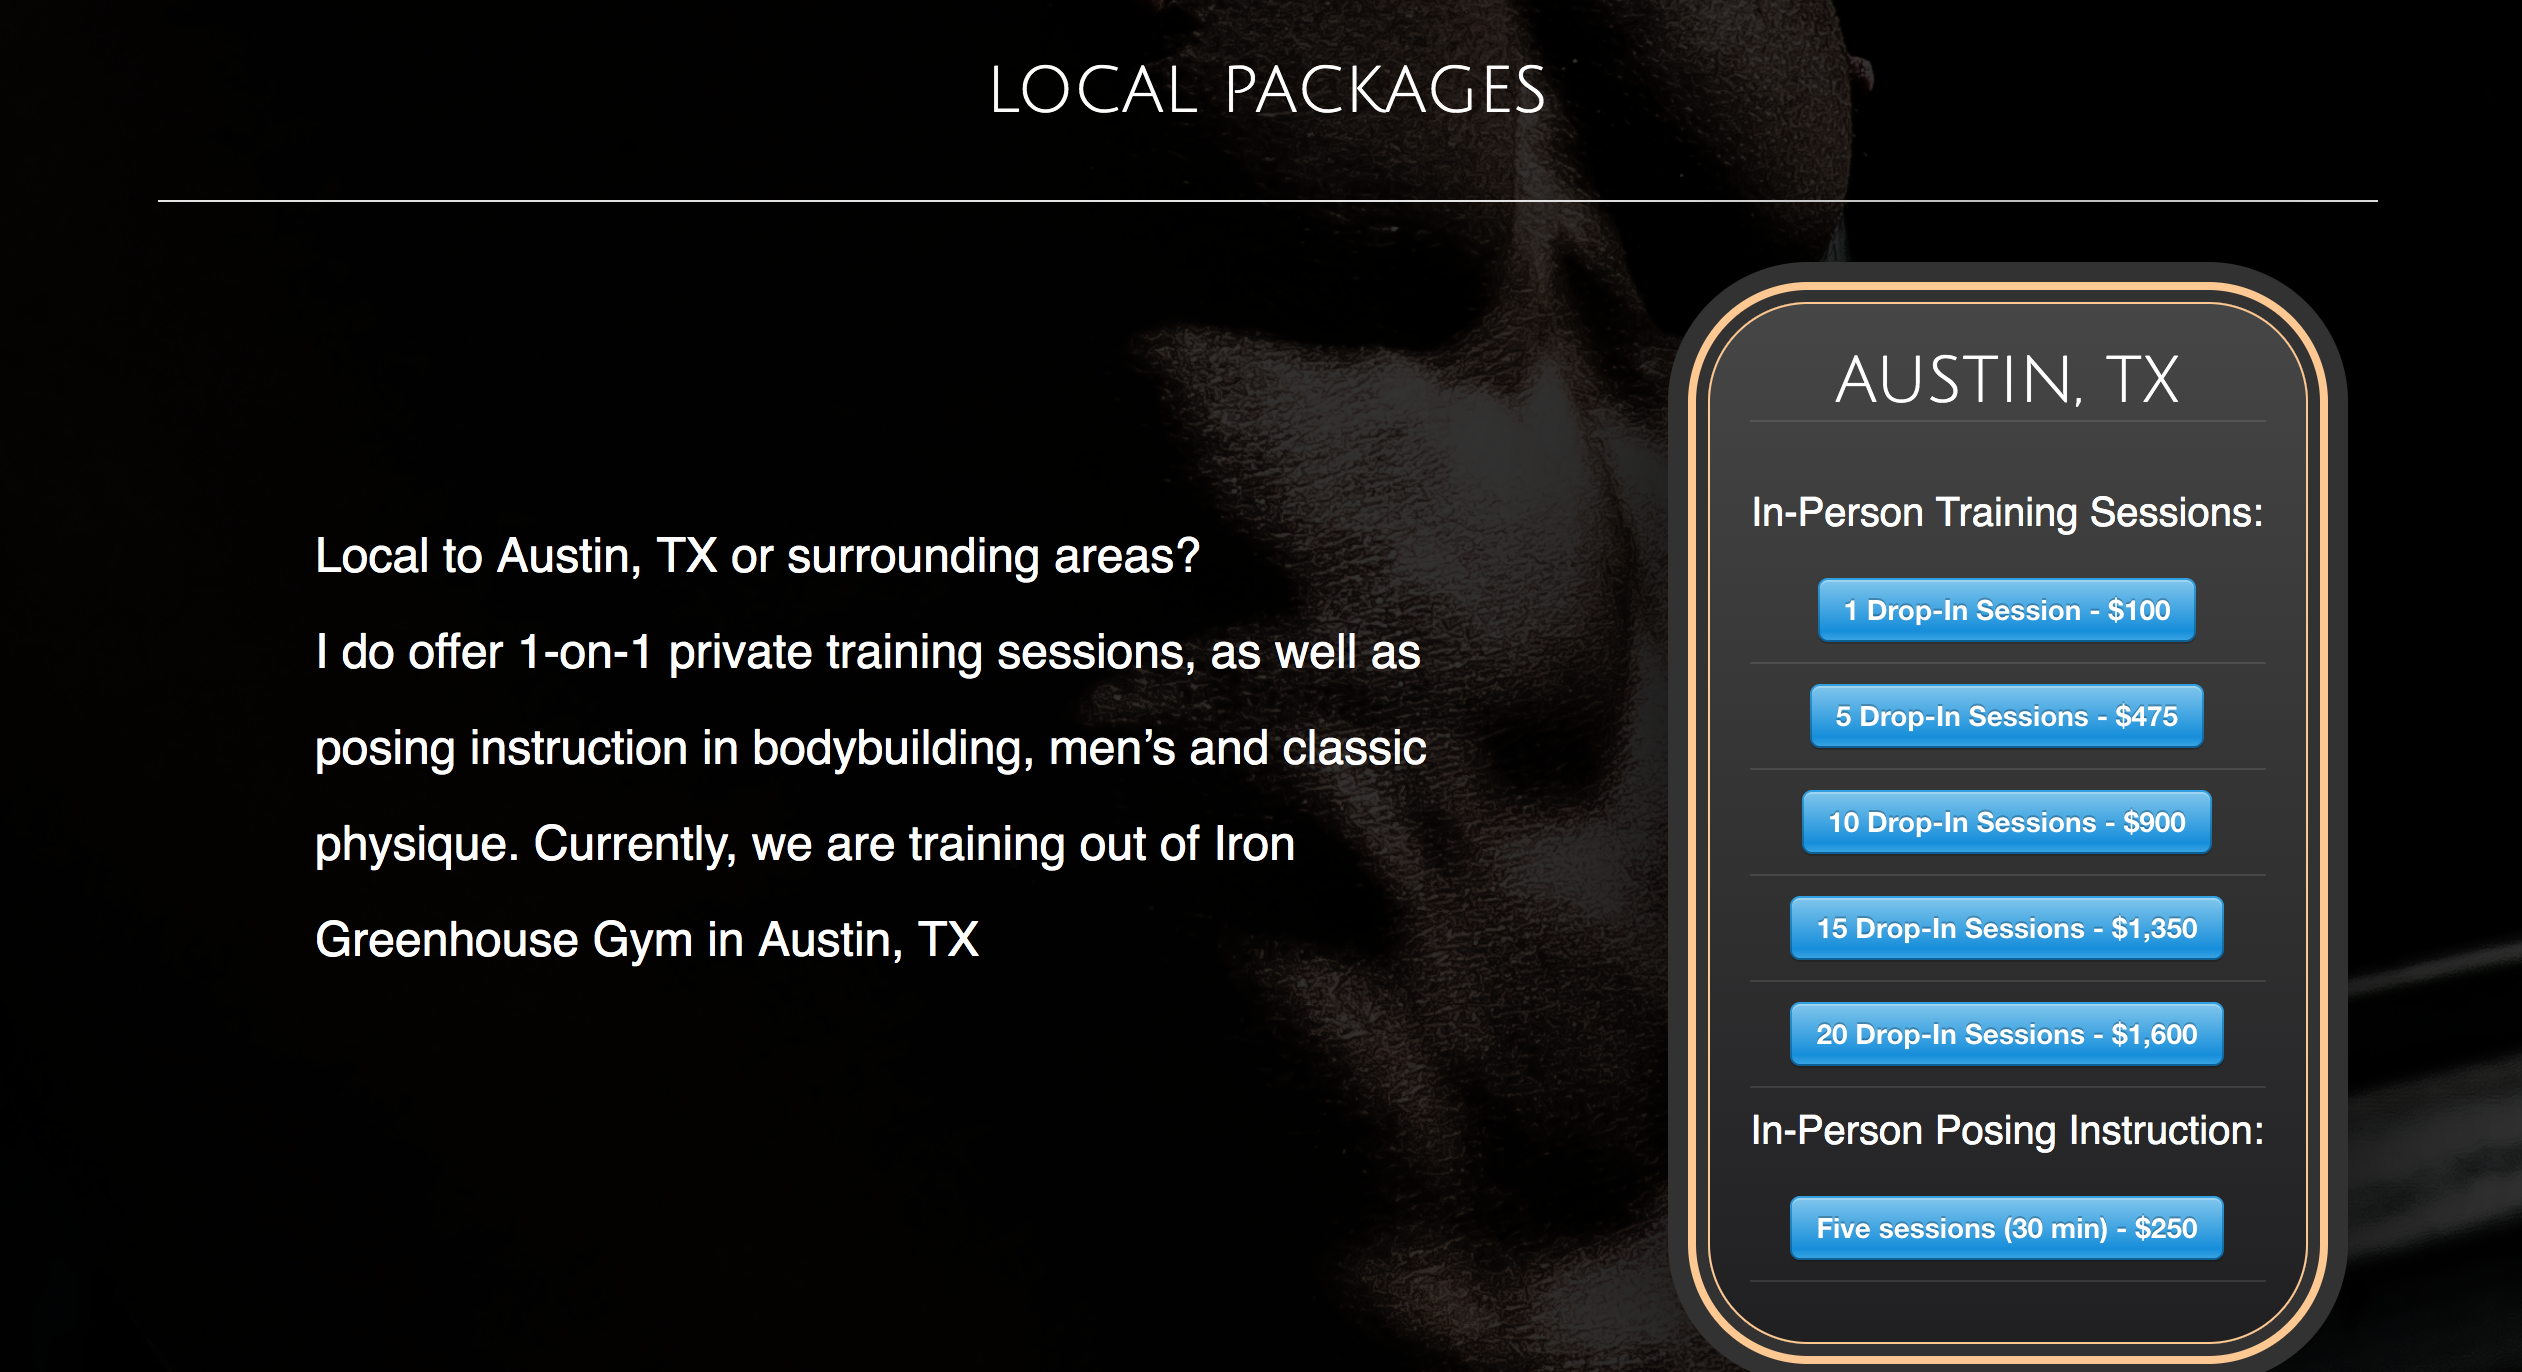 LOCAL PACKAGES
Local to Austin, TX or surrounding areas?
I do offer 1-on-1 private training sessions, as well as
posing instruction in bodybuilding, men’s and classic
physique. Currently, we are training out of Iron
Greenhouse Gym in Austin, TX
AUSTIN, TX
In-Person Training Sessions:
1 Drop-In Session - $100
5 Drop-In Sessions - $475
10 Drop-In Sessions - $900
15 Drop-In Sessions - $1,350
20 Drop-In Sessions - $1,600
In-Person Posing Instruction:
Five sessions (30 min) - $250